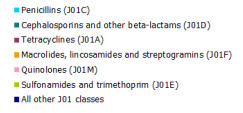 Penicillins (J01C)
Cephalosporins and other beta-lactams (J01D)
Tetracyclines (J01A)
Macrolides, lincosamides and streptogramins (J01F)
Quinolones (J01M)
Sulfonamides and trimethoprim (J01E)
All other J01 classes